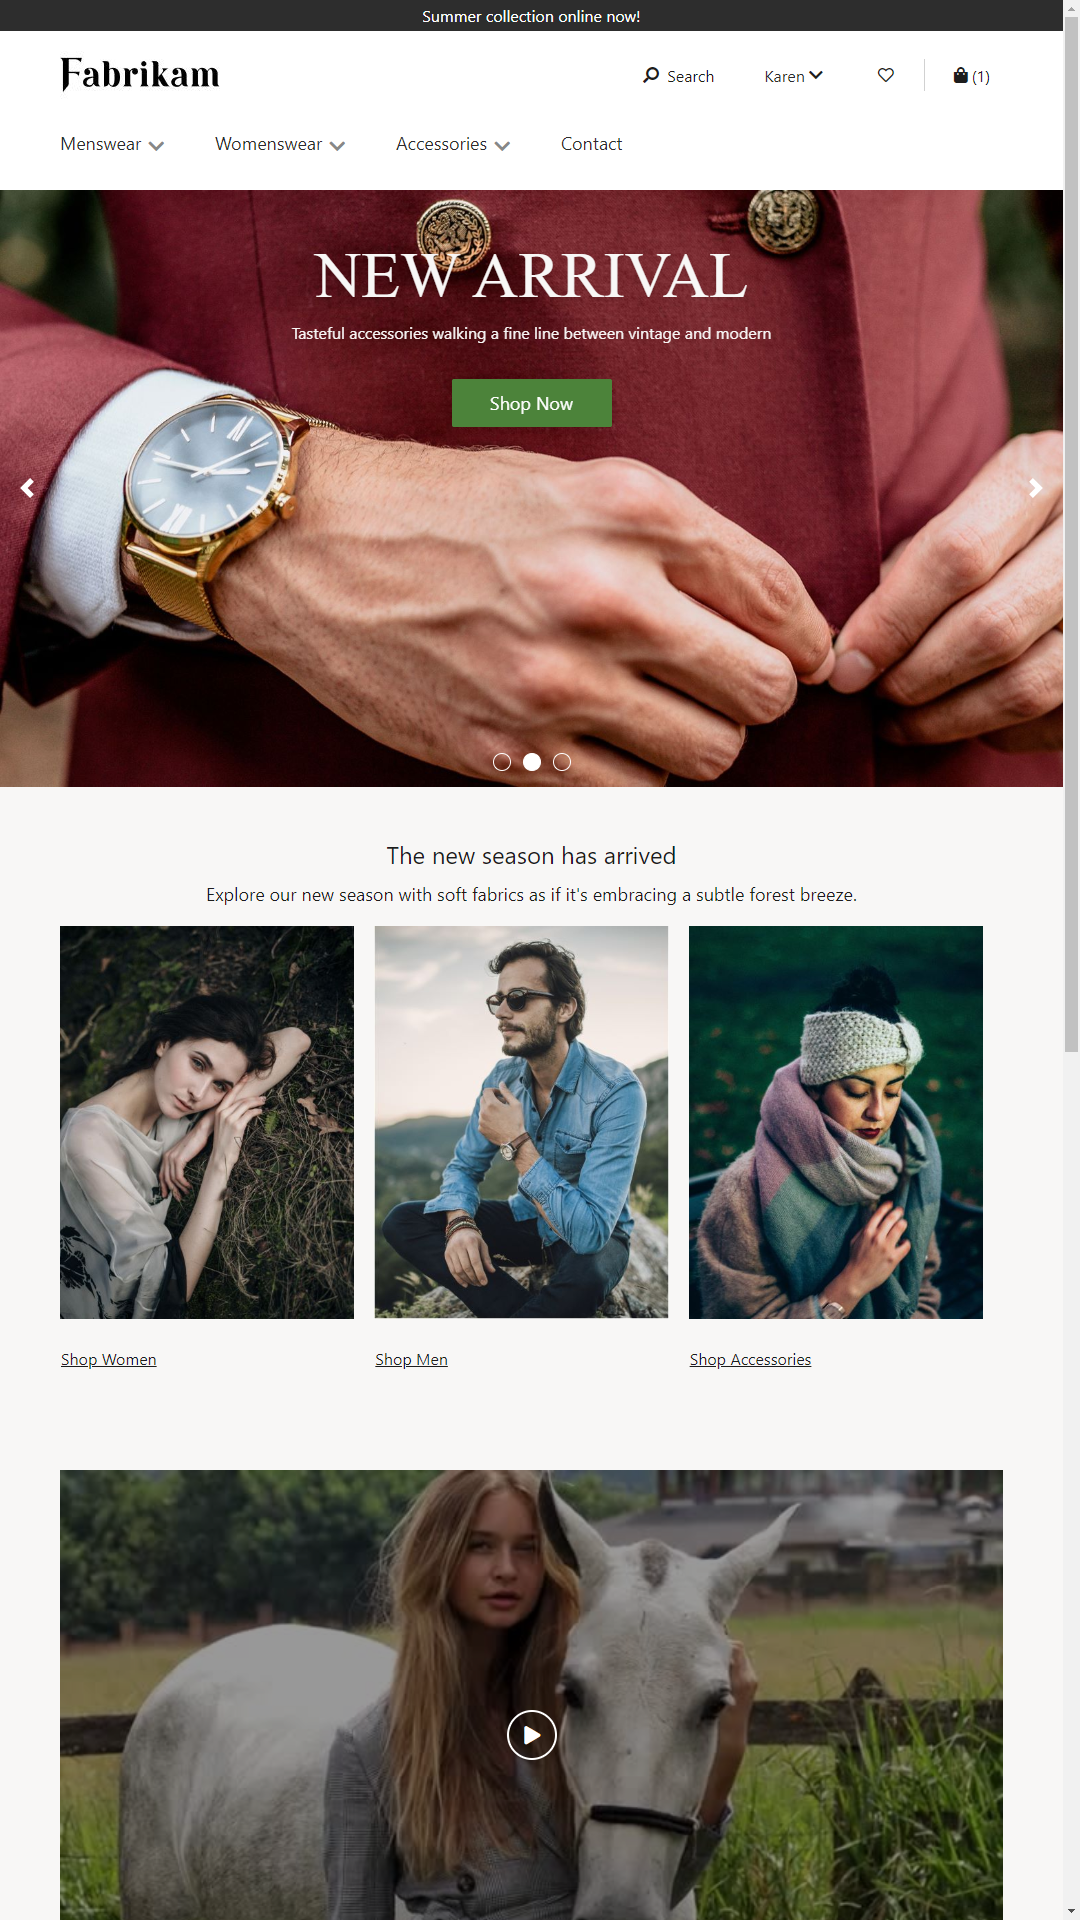 Summer collection online now!
Fabrikam
Search
Karen
(1)
Menswear
Womenswear
Accessories
Contact
NEW ARRIVAL
Tasteful accessories walking a fine line between vintage and modern
Shop Now
The new season has arrived
Explore our new season with soft fabrics as if it's embracing a subtle forest breeze.
Shop Women
Shop Men
Shop Accessories